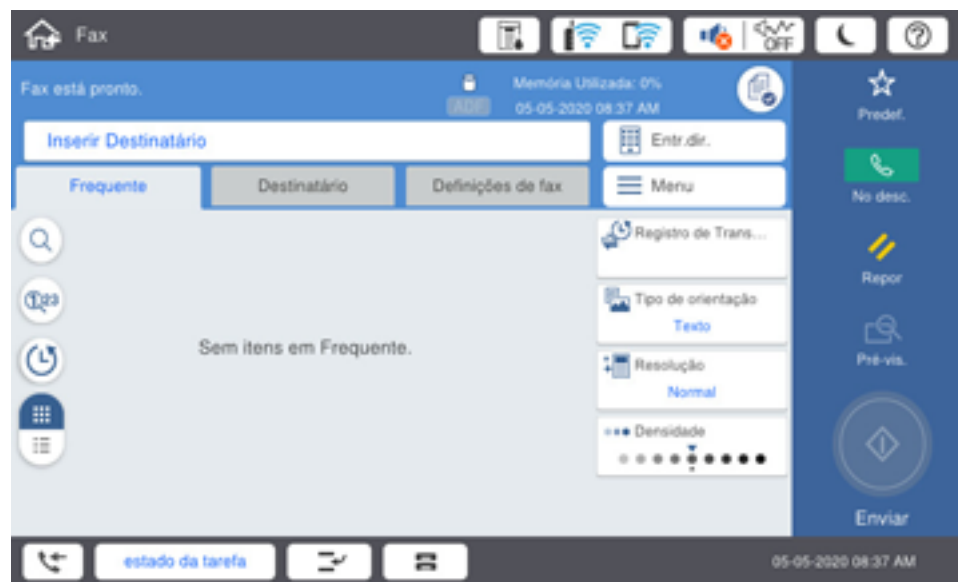 Fax
OFF
Fax está pronto.
Memória Utilizada: 0%
ADF
05-05-2020 08:37 AM
Predef.
Inserir Destinatário
Entr.dir.
Frequente
Destinatário
Definições de fax
Menu
No desc.
Registro de Trans...
Repor
123
Tipo de orientação
Texto
Sem itens em Frequente.
Resolução
Normal
Pré-vis.
Densidade
Enviar
estado da tarefa
05-05-2020 08:37 AM